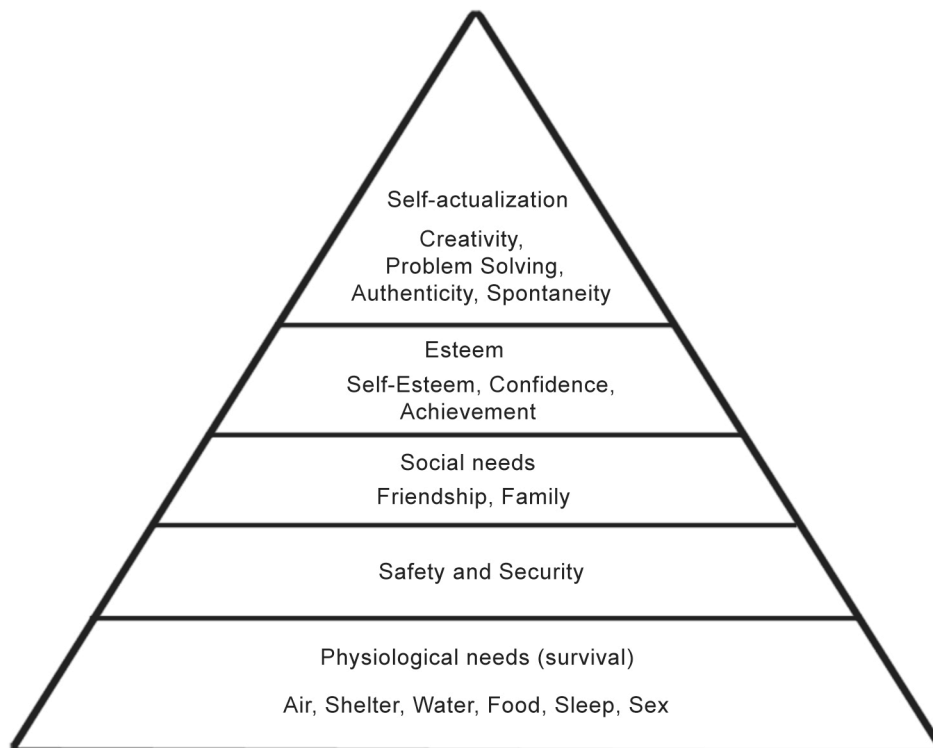 Self-actualization
Creativity,
Problem Solving,
Authenticity, Spontaneity
Esteem
Self-Esteem, Confidence,
Achievement
Social needs
Friendship, Family
Safety and Security
Physiological needs (survival)
Air, Shelter, Water, Food, Sleep, Sex